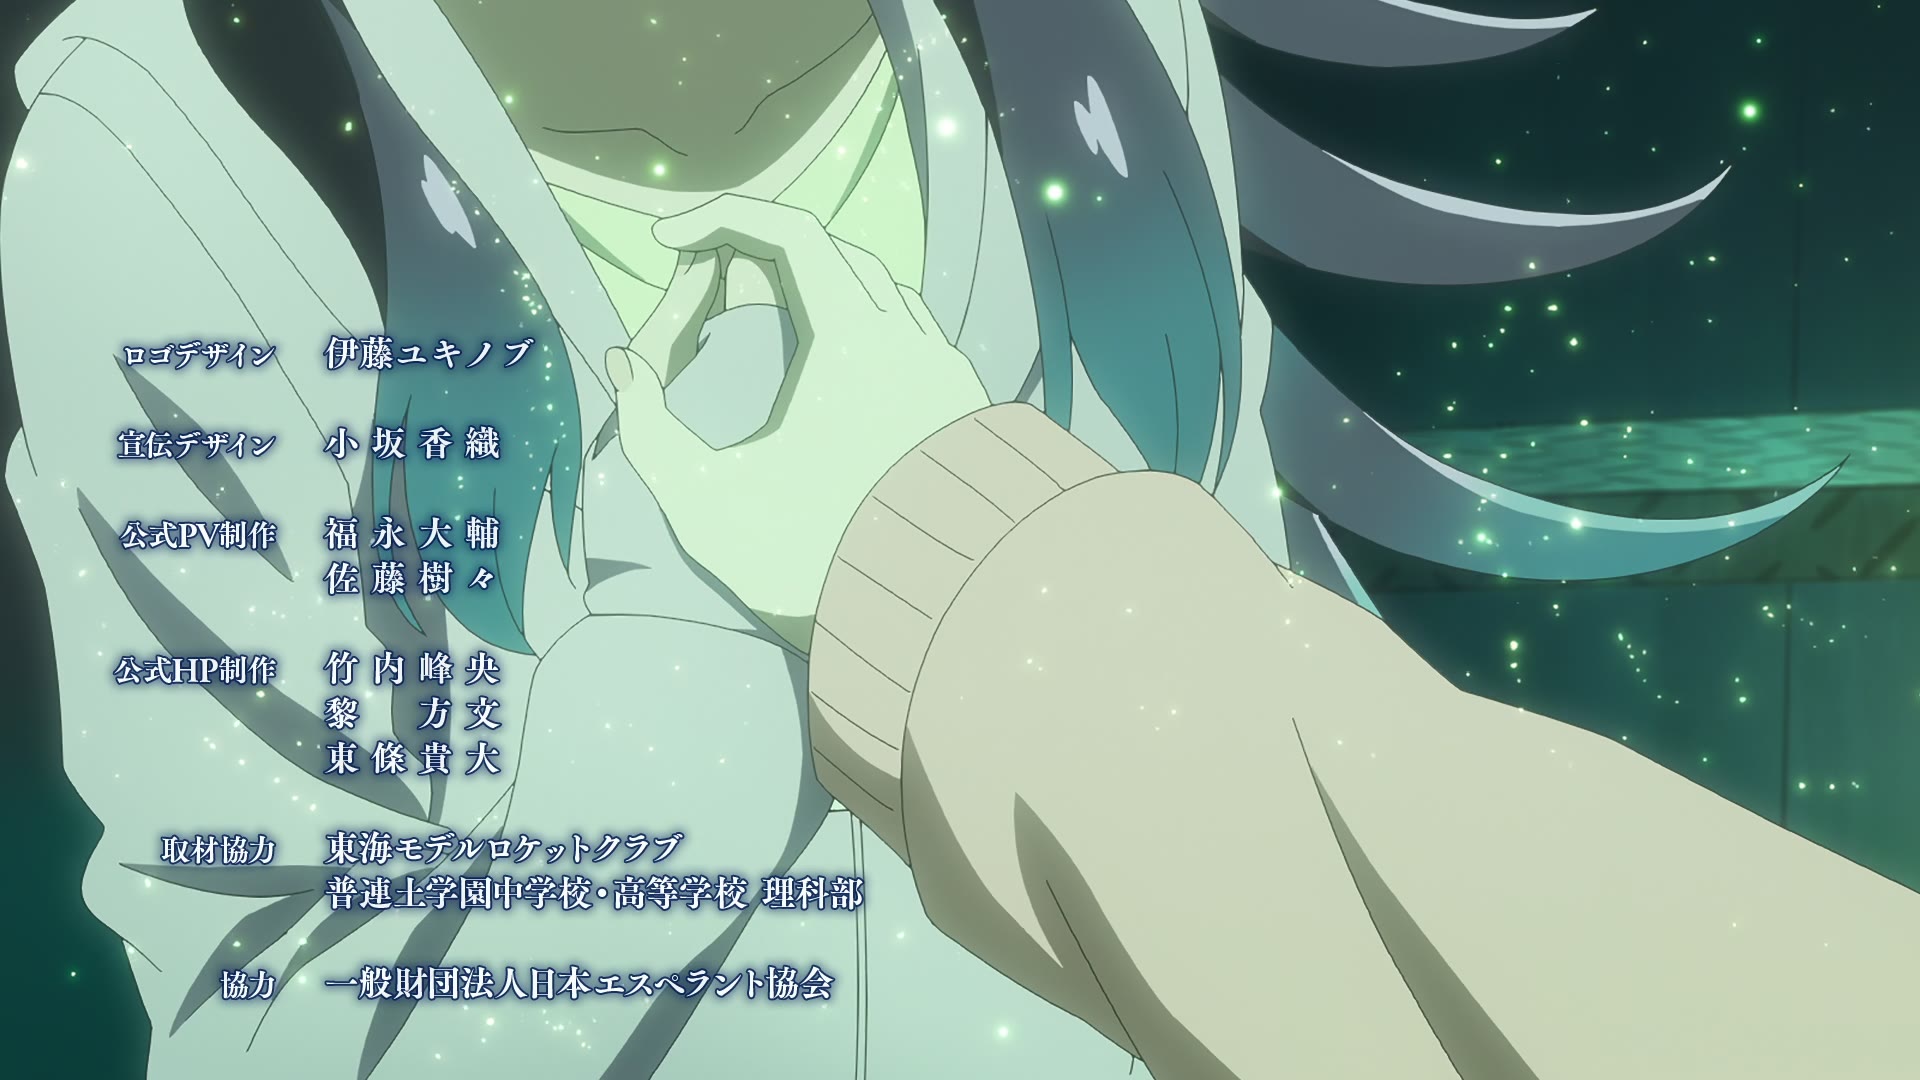 ロゴデザイン 伊藤ユキノブ
宣伝デザイン 小坂香織
公式PV制作 福永大輔
佐藤樹々
公式HP制作 竹内峰央
黎 方文
東條貴大
取材協力 東海モデルロケットクラブ
普連土学園中学校・高等学校 理科部
協力 一般財団法人日本エスペラント協会